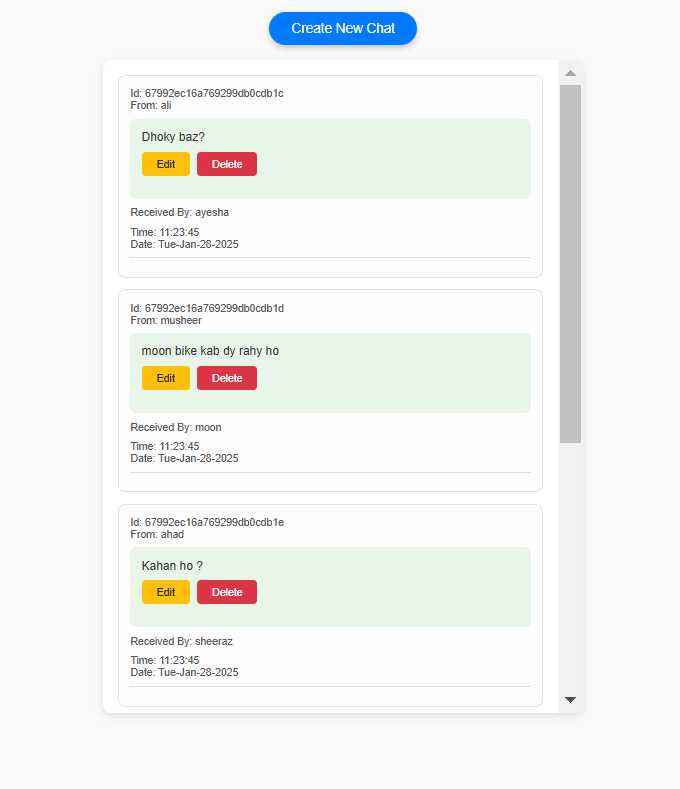 Create New Chat
Id: 67992ec16a769299db0cdb1c
From: ali
Dhoky baz?
Edit Delete
Received By: ayesha
Time: 11:23:45
Date: Tue-Jan-28-2025
Id: 67992ec16a769299db0cdb1d
From: musheer
moon bike kab dy rahy ho
Edit Delete
Received By: moon
Time: 11:23:45
Date: Tue-Jan-28-2025
Id: 67992ec16a769299db0cdb1e
From: ahad
Kahan ho ?
Edit Delete
Received By: sheeraz
Time: 11:23:45
Date: Tue-Jan-28-2025